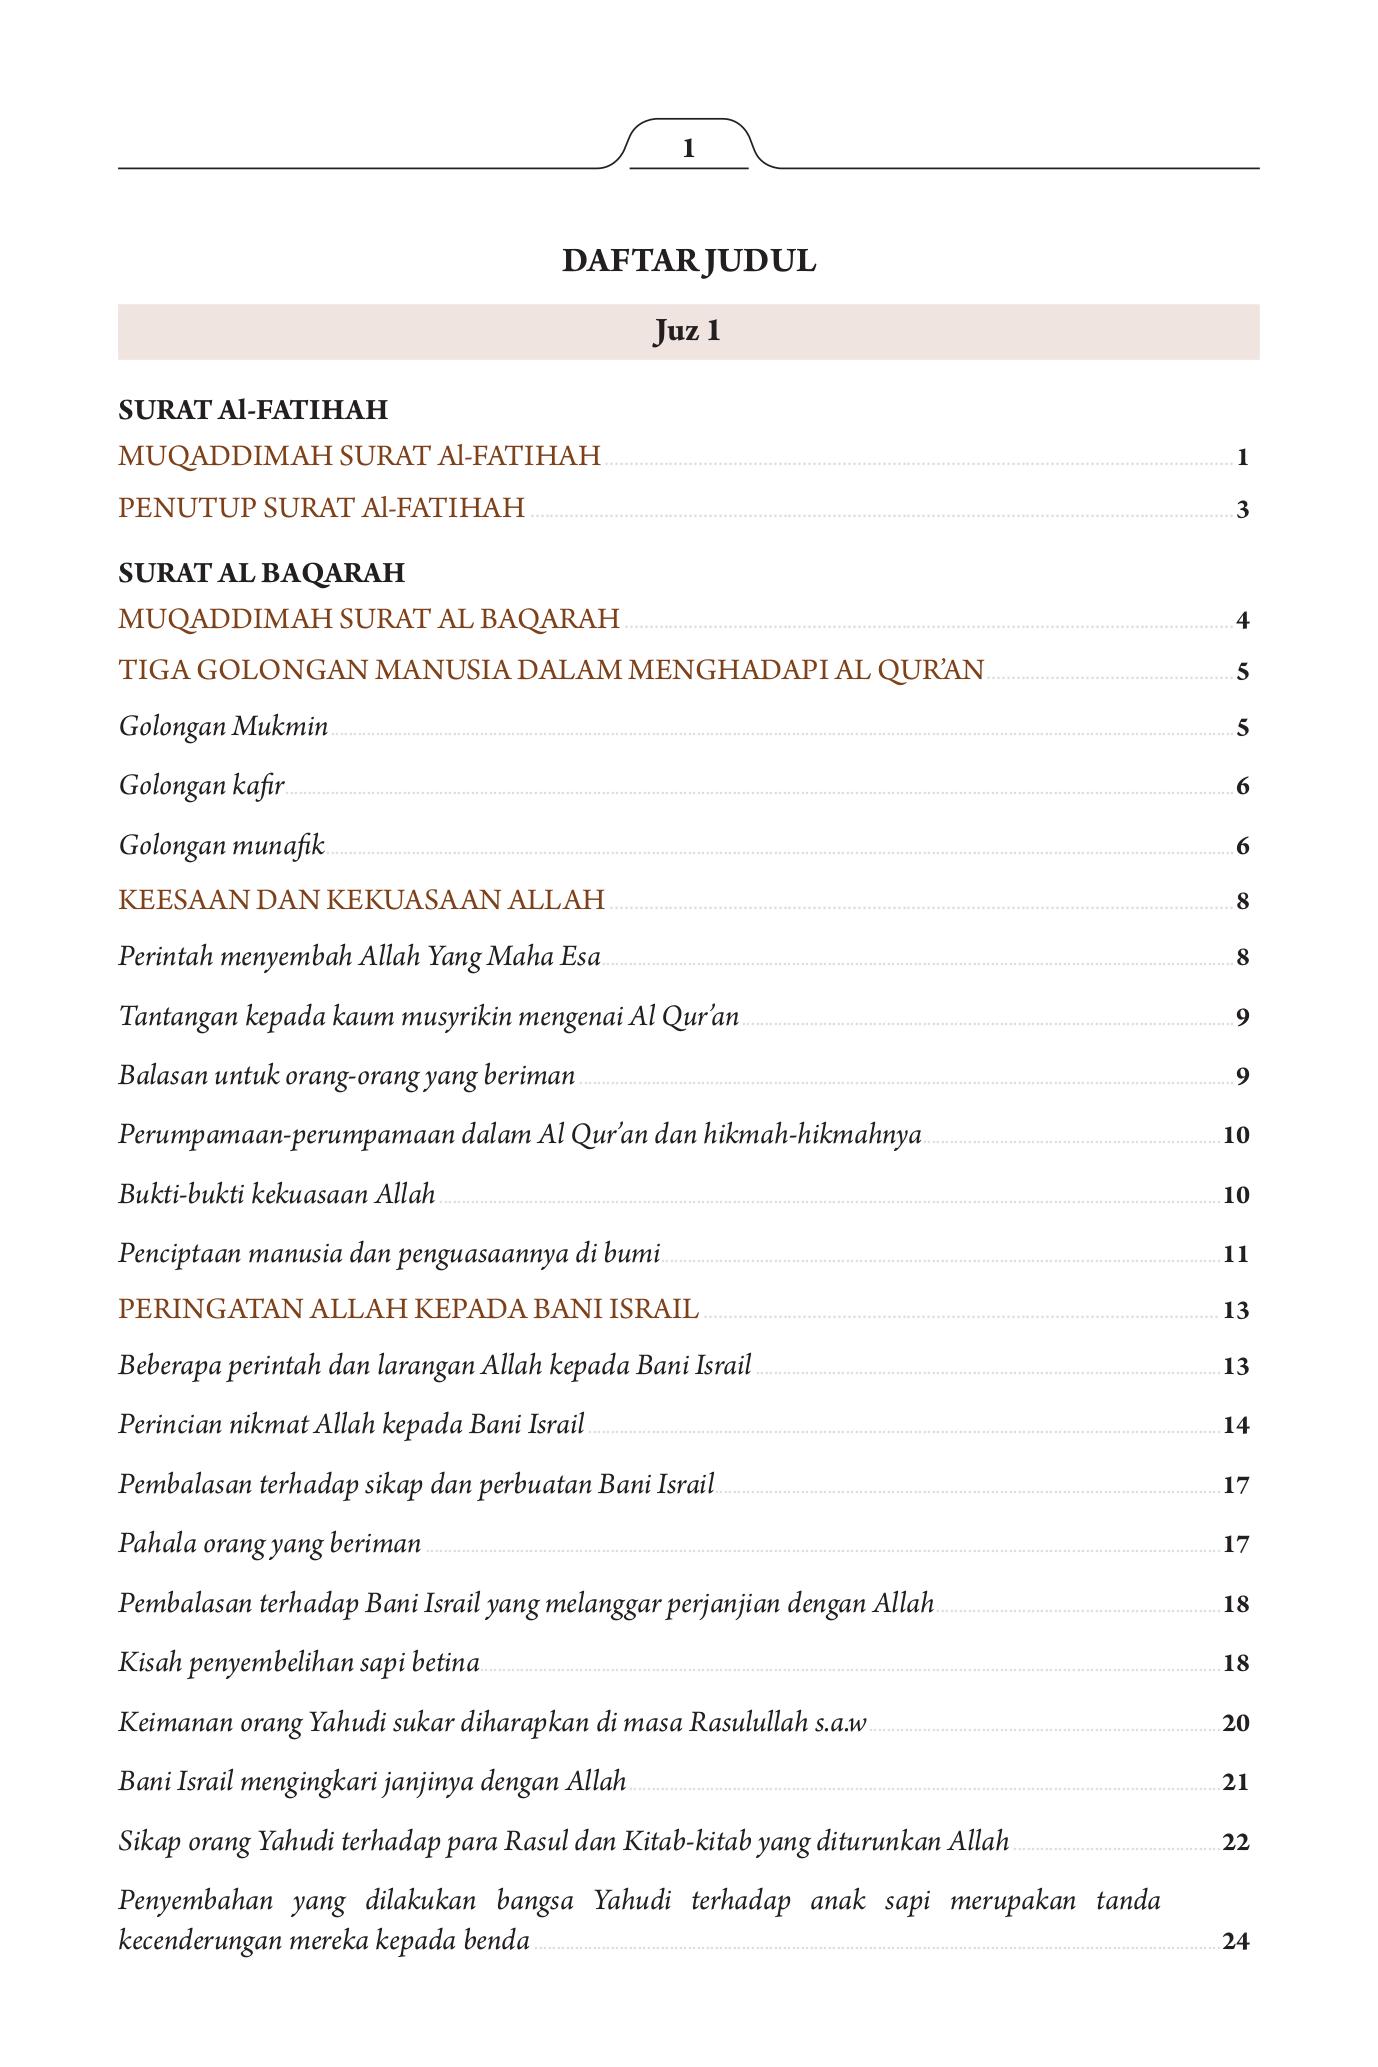 1
DAFTAR JUDUL
Juz 1
SURAT Al-FATIHAH
MUQADDIMAH SURAT Al-FATIHAH 1
PENUTUP SURAT Al-FATIHAH 3
SURAT AL BAQARAH
MUQADDIMAH SURAT AL BAQARAH 4
TIGA GOLONGAN MANUSIA DALAM MENGHADAPI AL QUR’AN 5
Golongan Mukmin 5
Golongan kafir 6
Golongan munafik 6
KEESAAN DAN KEKUASAAN ALLAH 8
Perintah menyembah Allah Yang Maha Esa 8
Tantangan kepada kaum musyrikin mengenai Al Qur’an 9
Balasan untuk orang-orang yang beriman 9
Perumpamaan-perumpamaan dalam Al Qur’an dan hikmah-hikmahnya 10
Bukti-bukti kekuasaan Allah 10
Penciptaan manusia dan penguasaannya di bumi 11
PERINGATAN ALLAH KEPADA BANI ISRAIL 13
Beberapa perintah dan larangan Allah kepada Bani Israil 13
Perincian nikmat Allah kepada Bani Israil 14
Pembalasan terhadap sikap dan perbuatan Bani Israil 17
Pahala orang yang beriman 17
Pembalasan terhadap Bani Israil yang melanggar perjanjian dengan Allah 18
Kisah penyembelihan sapi betina 18
Keimanan orang Yahudi sukar diharapkan di masa Rasulullah s.a.w 20
Bani Israil mengingkari janjinya dengan Allah 21
Sikap orang Yahudi terhadap para Rasul dan Kitab-kitab yang diturunkan Allah 22
Penyembahan yang dilakukan bangsa Yahudi terhadap anak sapi merupakan tanda
kecenderungan mereka kepada benda 24